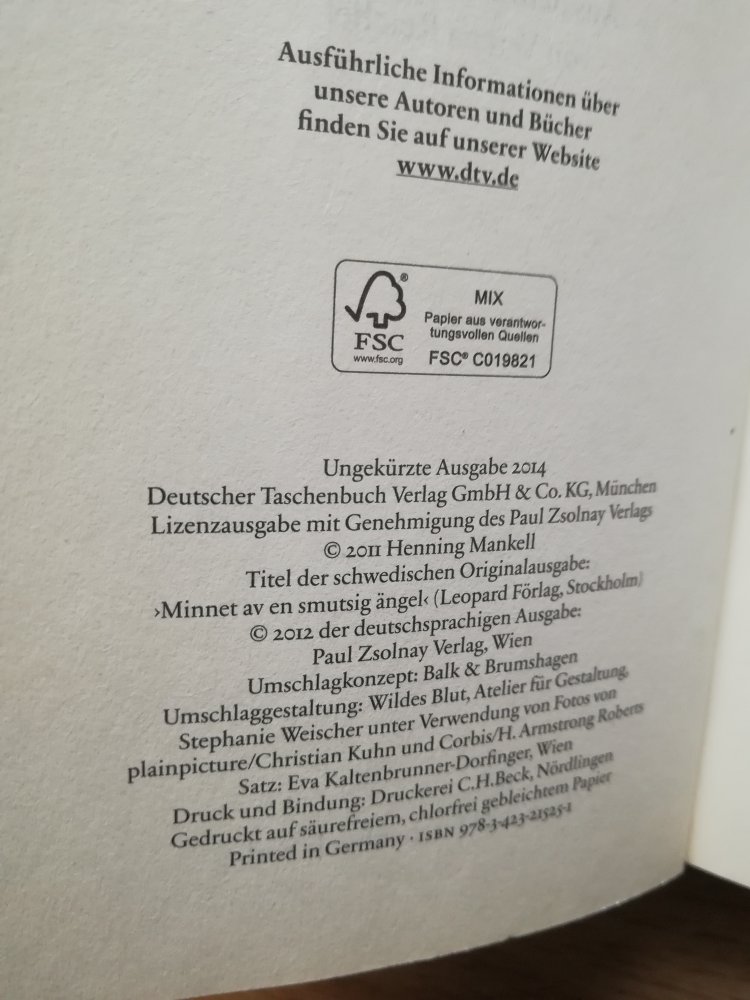 Ausführliche Informationen über
unsere Autoren und Bücher
finden Sie auf unserer Website
www.dtv.de
FSC
®
www.fsc.org
MIX
Papier aus verantwor-
tungsvollen Quellen
FSC® C019821
Ungekürzte Ausgabe 2014
Deutscher Taschenbuch Verlag GmbH & Co. KG, München
Lizenzausgabe mit Genehmigung des Paul Zsolnay Verlags
© 2011 Henning Mankell
Titel der schwedischen Originalausgabe:
›Minnet av en smutsig ängel‹ (Leopard Förlag, Stockholm)
© 2012 der deutschsprachigen Ausgabe:
Paul Zsolnay Verlag, Wien
Umschlagkonzept: Balk & Brumshagen
Umschlaggestaltung: Wildes Blut, Atelier für Gestaltung,
Stephanie Weischer unter Verwendung von Fotos von
plainpicture/Christian Kuhn und Corbis/H. Armstrong Roberts
Satz: Eva Kaltenbrunner-Dorfinger, Wien
Druck und Bindung: Druckerei C.H.Beck, Nördlingen
Gedruckt auf säurefreiem, chlorfrei gebleichtem Papier
Printed in Germany · ISBN 978-3-423-21525-1